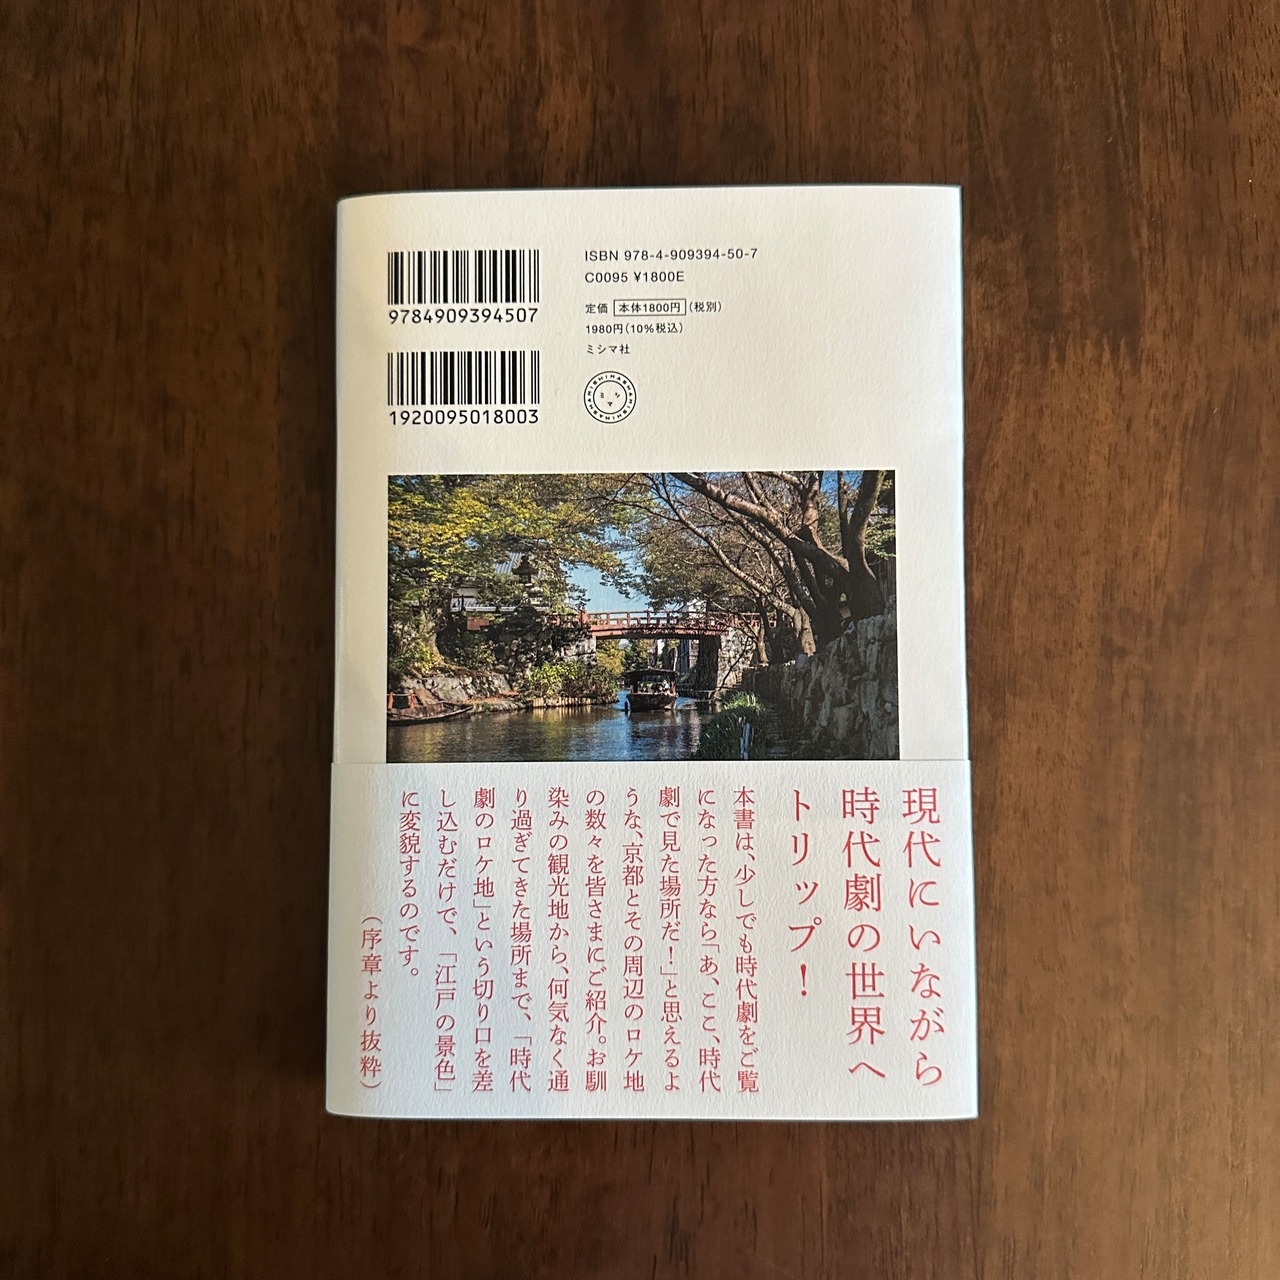 9784909394507
1920095018003
ISBN 978-4-909394-50-7
C0095 ¥1800E
定価 本体1800円 (税別)
1980円(10%税込)
ミシマ社
MISHIMASHA
ミシマ
現代にいながら
時代劇の世界へ
トリップ！
本書は、少しでも時代劇をご覧
になった方なら「あ、ここ、時代
劇で見た場所だ！」と思えるよ
うな、京都とその周辺のロケ地
の数々を皆さまにご紹介。お馴
染みの観光地から、何気なく通
り過ぎてきた場所まで、「時代
劇のロケ地」という切り口を差
し込むだけで、「江戸の景色」
に変貌するのです。
（序章より抜粋）